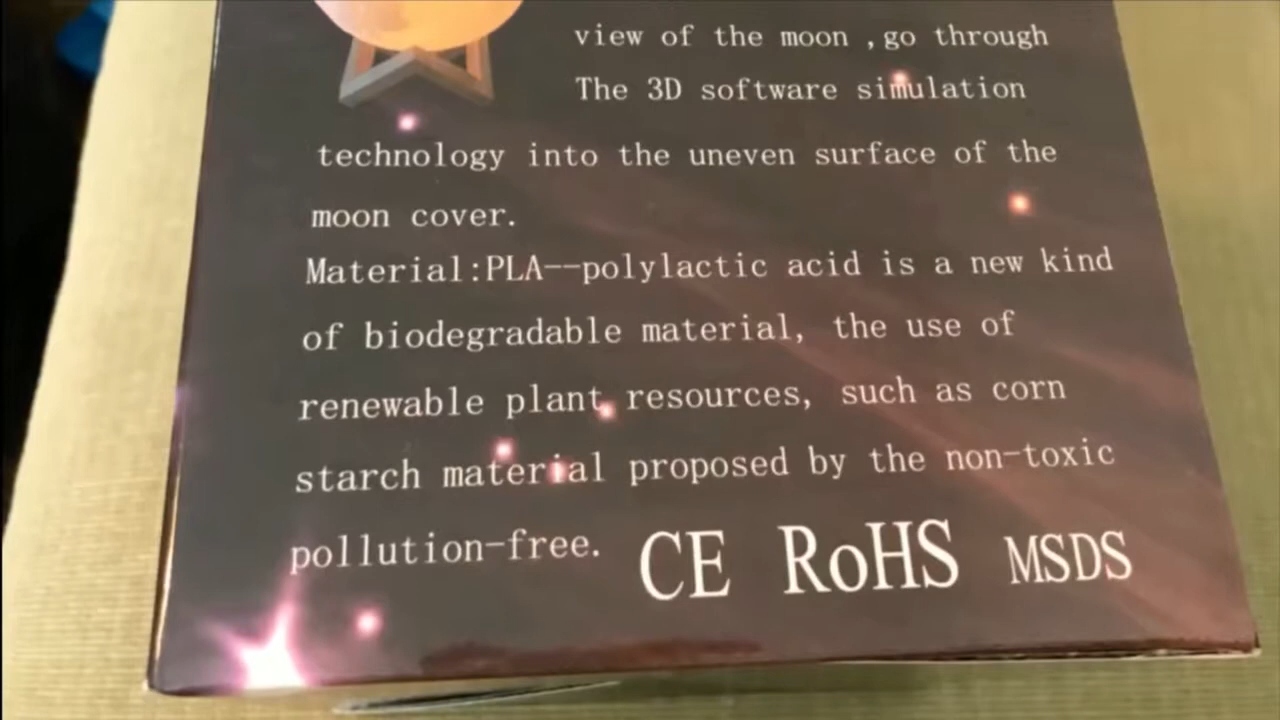 view of the moon ,go through
The 3D software simulation
technology into the uneven surface of the
moon cover.
Material:PLA--polylactic acid is a new kind
of biodegradable material, the use of
renewable plant resources, such as corn
starch material proposed by the non-toxic
pollution-free. CE RoHS MSDS